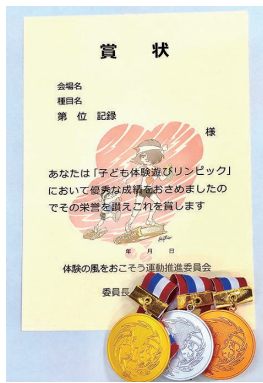 賞状
会場名
種目名
第 位 記録
様
あなたは「子ども体験遊びリンピック」
において優秀な成績をおさめましたの
でその栄誉を讃えこれを賞します
年 月 日
体験の風をおこそう運動推進委員会
委員長